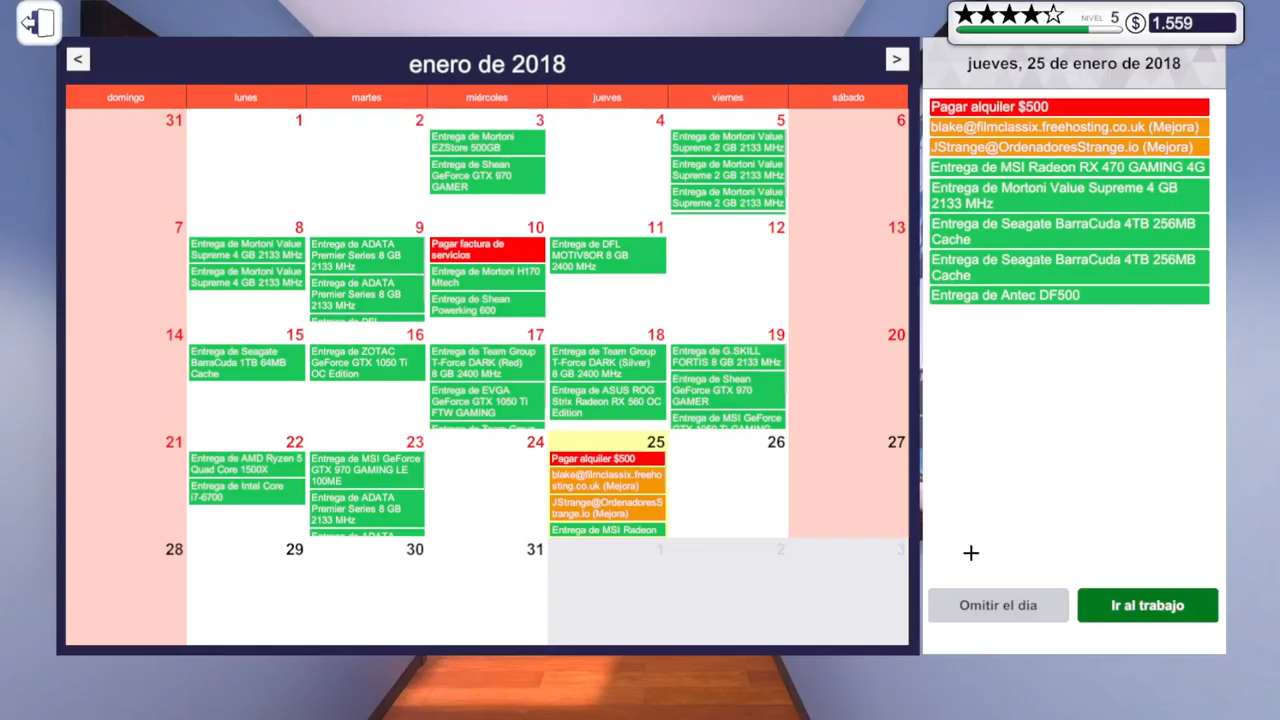 NIVEL 5
$ 1.559
<
enero de 2018
>
domingo lunes martes miércoles jueves viernes sábado
31 1 2 3 4 5 6
Entrega de Mortoni
EZStore 500GB
Entrega de Shean
GeForce GTX 970
GAMER
Entrega de Mortoni Value
Supreme 2 GB 2133 MHz
Entrega de Mortoni Value
Supreme 2 GB 2133 MHz
Entrega de Mortoni Value
Supreme 2 GB 2133 MHz
7 8 9 10 11 12 13
Entrega de Mortoni Value
Supreme 4 GB 2133 MHz
Entrega de Mortoni Value
Supreme 4 GB 2133 MHz
Entrega de ADATA
Premier Series 8 GB
2133 MHz
Entrega de ADATA
Premier Series 8 GB
2133 MHz
Entrega de DFL
Pagar factura de
servicios
Entrega de Mortoni H170
Mtech
Entrega de Shean
Powerking 600
Entrega de DFL
MOTIV8OR 8 GB
2400 MHz
14 15 16 17 18 19 20
Entrega de Seagate
BarraCuda 1TB 64MB
Cache
Entrega de ZOTAC
GeForce GTX 1050 Ti
OC Edition
Entrega de Team Group
T-Force DARK (Red)
8 GB 2400 MHz
Entrega de EVGA
GeForce GTX 1050 Ti
FTW GAMING
Entrega de Team Group
Entrega de Team Group
T-Force DARK (Silver)
8 GB 2400 MHz
Entrega de ASUS ROG
Strix Radeon RX 560 OC
Edition
Entrega de G.SKILL
FORTIS 8 GB 2133 MHz
Entrega de Shean
GeForce GTX 970
GAMER
Entrega de MSI GeForce
GTX 1050 Ti GAMING
21 22 23 24 25 26 27
Entrega de AMD Ryzen 5
Quad Core 1500X
Entrega de Intel Core
i7-6700
Entrega de MSI GeForce
GTX 970 GAMING LE
100ME
Entrega de ADATA
Premier Series 8 GB
2133 MHz
Entrega de ADATA
Pagar alquiler $500
blake@filmclassix.freeho
sting.co.uk (Mejora)
JStrange@OrdenadoresS
trange.io (Mejora)
Entrega de MSI Radeon
28 29 30 31 1 2 3
jueves, 25 de enero de 2018
Pagar alquiler $500
blake@filmclassix.freehosting.co.uk (Mejora)
JStrange@OrdenadoresStrange.io (Mejora)
Entrega de MSI Radeon RX 470 GAMING 4G
Entrega de Mortoni Value Supreme 4 GB
2133 MHz
Entrega de Seagate BarraCuda 4TB 256MB
Cache
Entrega de Seagate BarraCuda 4TB 256MB
Cache
Entrega de Antec DF500
Omitir el dia
Ir al trabajo